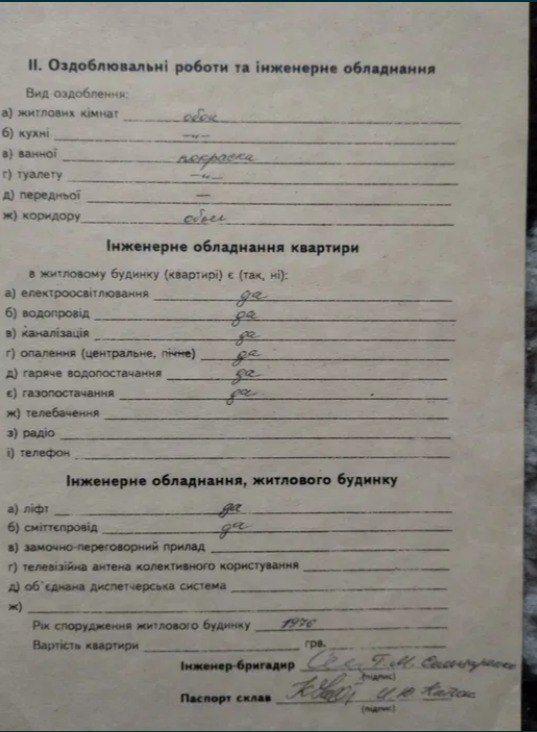 II. Оздоблювальні роботи та інженерне обладнання
Вид оздоблення:
а) житлових кімнат обои
б) кухні —"—
в) ванної покраска
г) туалету —"—
д) передньої —
ж) коридору обои
Інженерне обладнання квартири
в житловому будинку (квартирі) є (так, ні):
а) електроосвітлювання да
б) водопровід да
в) каналізація да
г) опалення (центральне, пічне) да
д) гаряче водопостачання да
є) газопостачання да
ж) телебачення
з) радіо
і) телефон
Інженерне обладнання, житлового будинку
а) ліфт да
б) сміттєпровід да
в) замочно-переговорний прилад
г) телевізійна антена колективного користування
д) об'єднана диспетчерська система
ж)
Рік спорудження житлового будинку 1976
Вартість квартири грв.
Інженер-бригадир Г.М.
(підпис)
Паспорт склав
(підпис)